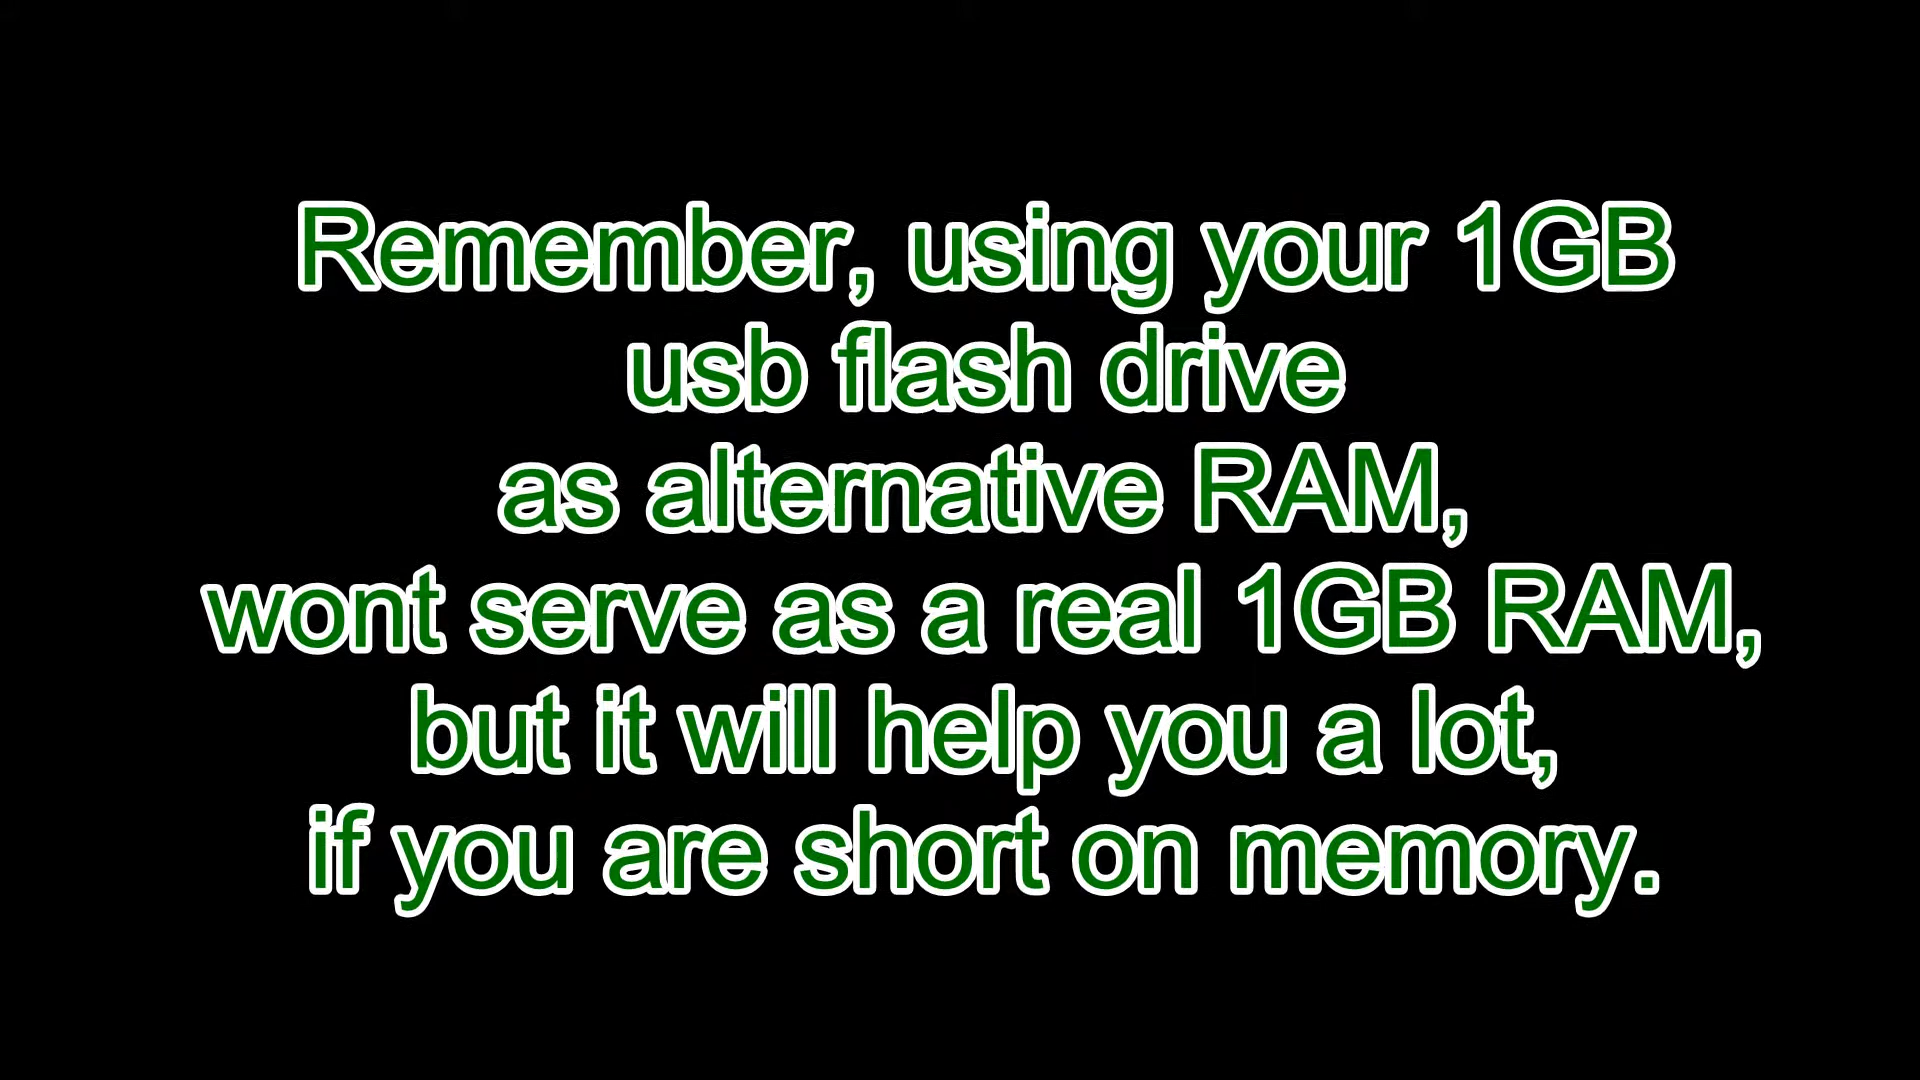 Remember, using your 1GB
usb flash drive
as alternative RAM,
wont serve as a real 1GB RAM,
but it will help you a lot,
if you are short on memory.